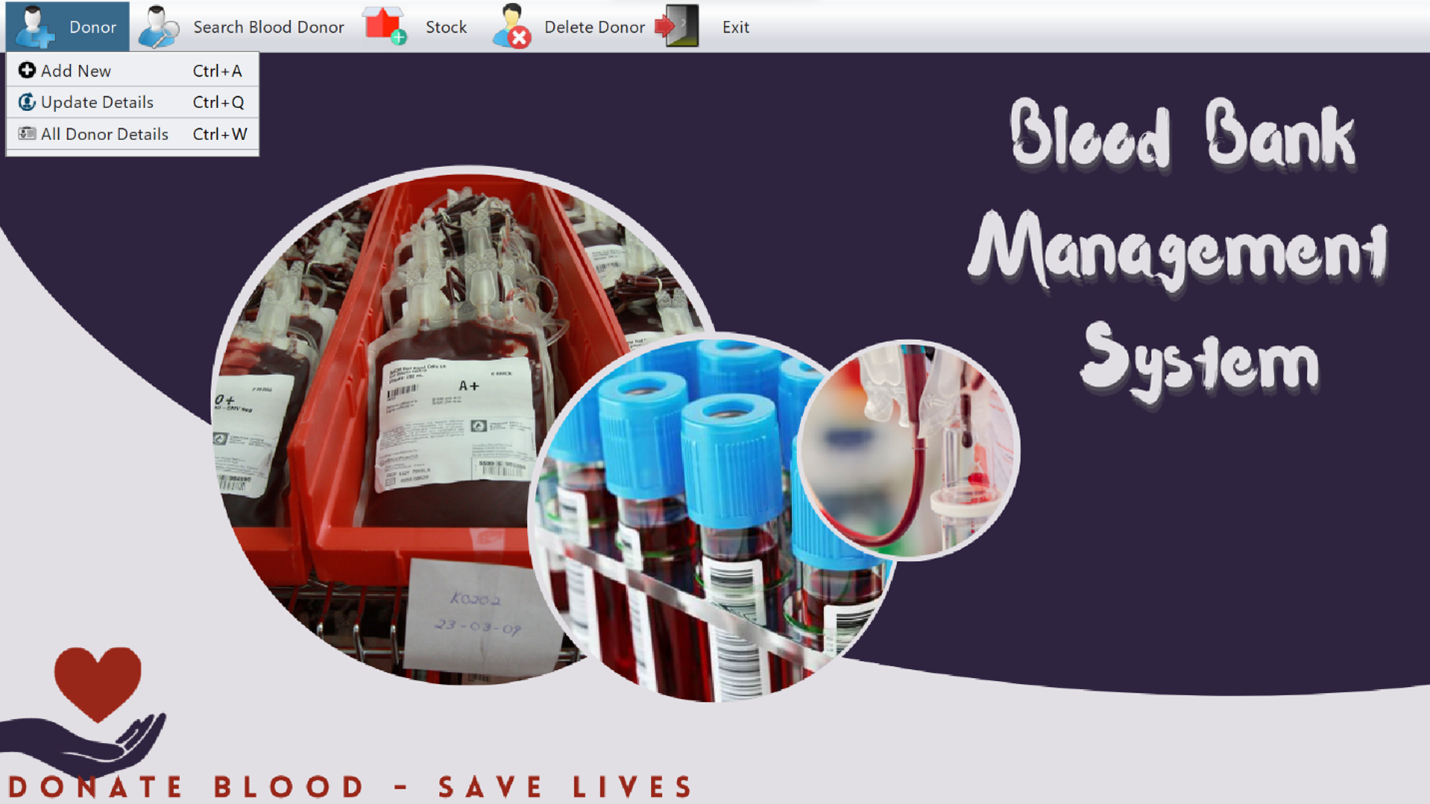 Donor
Search Blood Donor
Stock
Delete Donor
Exit
Add New Ctrl+A
Update Details Ctrl+Q
All Donor Details Ctrl+W
Blood Bank
Management
System
A+
O+
K0202
23-03-09
DONATE BLOOD - SAVE LIVES